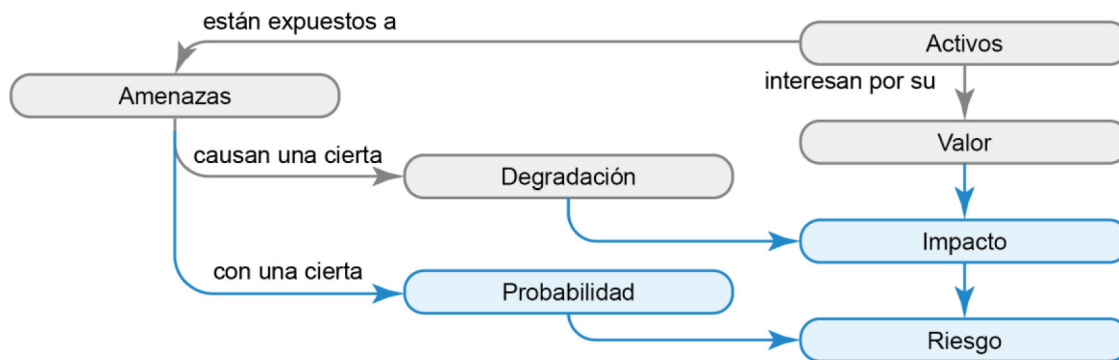 están expuestos a
Activos
Amenazas
interesan por su
Valor
causan una cierta
Degradación
Impacto
con una cierta
Probabilidad
Riesgo